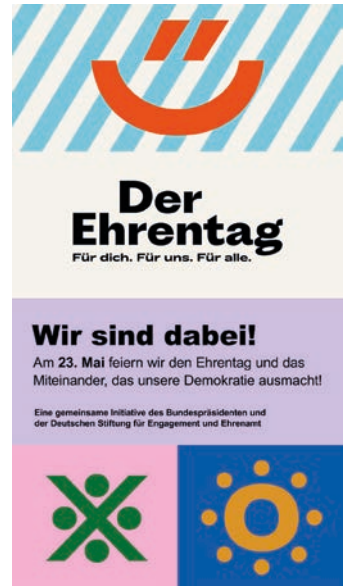 Der
Ehrentag
Für dich. Für uns. Für alle.
Wir sind dabei!
Am 23. Mai feiern wir den Ehrentag und das
Miteinander, das unsere Demokratie ausmacht!
Eine gemeinsame Initiative des Bundespräsidenten und
der Deutschen Stiftung für Engagement und Ehrenamt